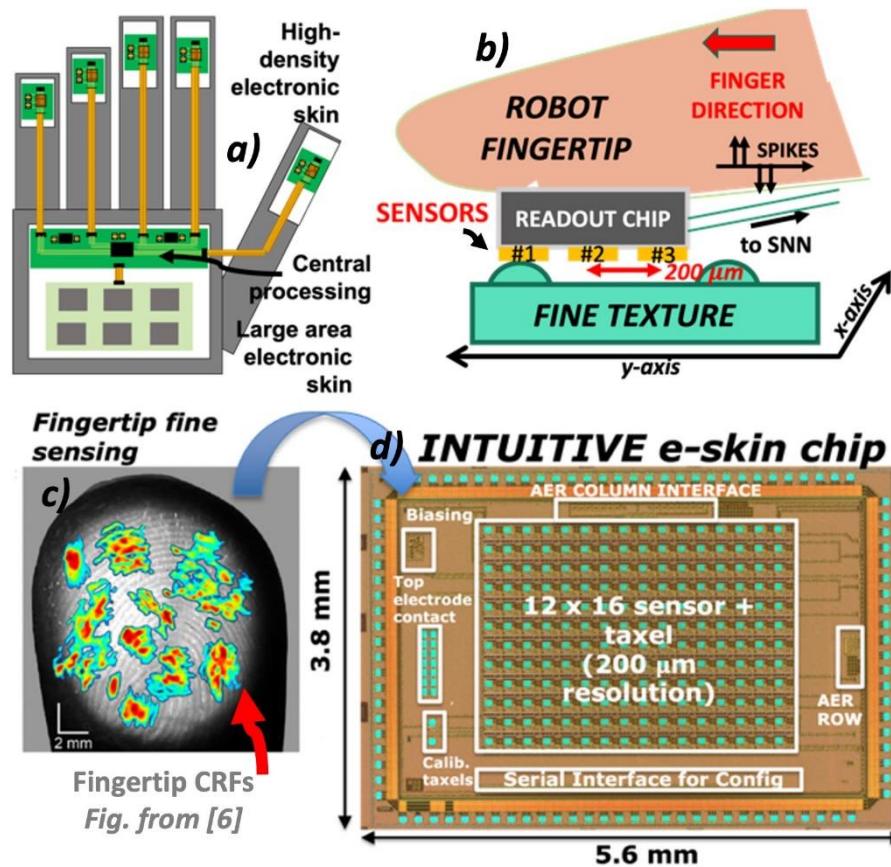 High-
density
electronic
skin
a)
Central
processing
Large area
electronic
skin
b)
FINGER
DIRECTION
ROBOT
FINGERTIP
SPIKES
SENSORS
READOUT CHIP
to SNN
#1 #2 #3
200 µm
FINE TEXTURE
x-axis
y-axis
Fingertip fine
sensing
c)
2 mm
Fingertip CRFs
Fig. from [6]
d) INTUITIVE e-skin chip
AER COLUMN INTERFACE
Biasing
Top
electrode
contact
12 x 16 sensor +
taxel
(200 µm
resolution)
AER
ROW
Calib.
taxels
Serial Interface for Config
3.8 mm
5.6 mm